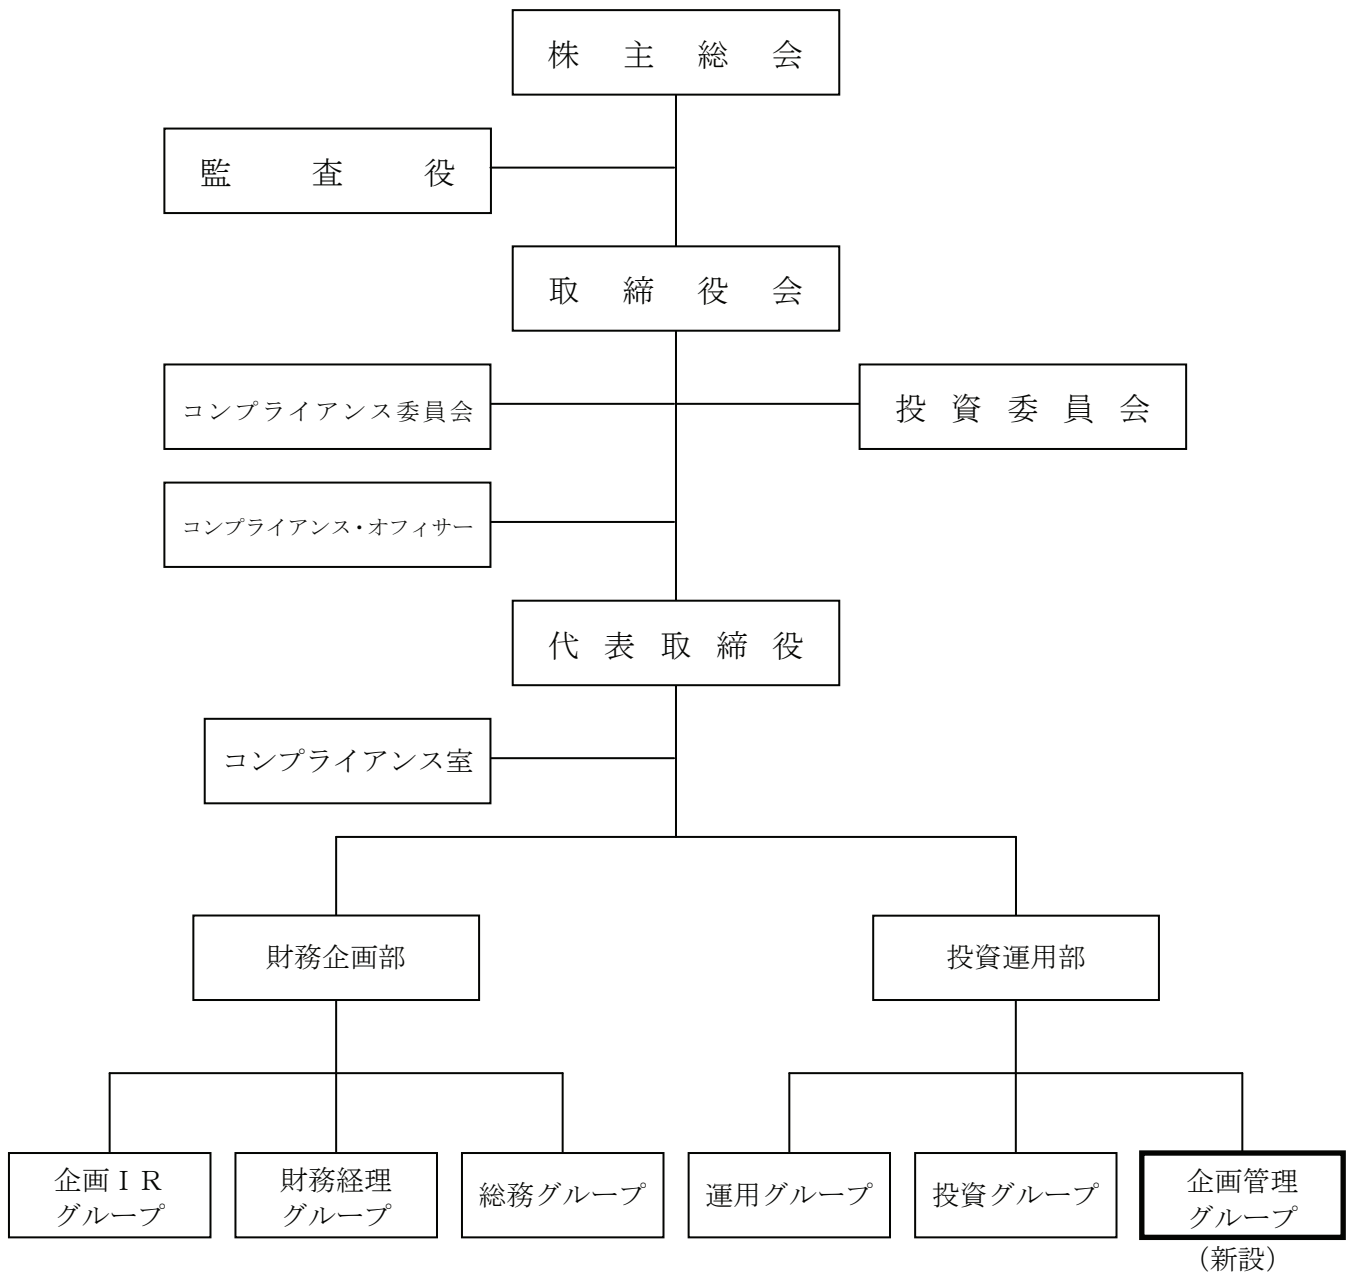 株主総会
監査役
取締役会
コンプライアンス委員会
投資委員会
コンプライアンス・オフィサー
代表取締役
コンプライアンス室
財務企画部
投資運用部
企画ＩＲ
グループ
財務経理
グループ
総務グループ
運用グループ
投資グループ
企画管理
グループ
（新設）